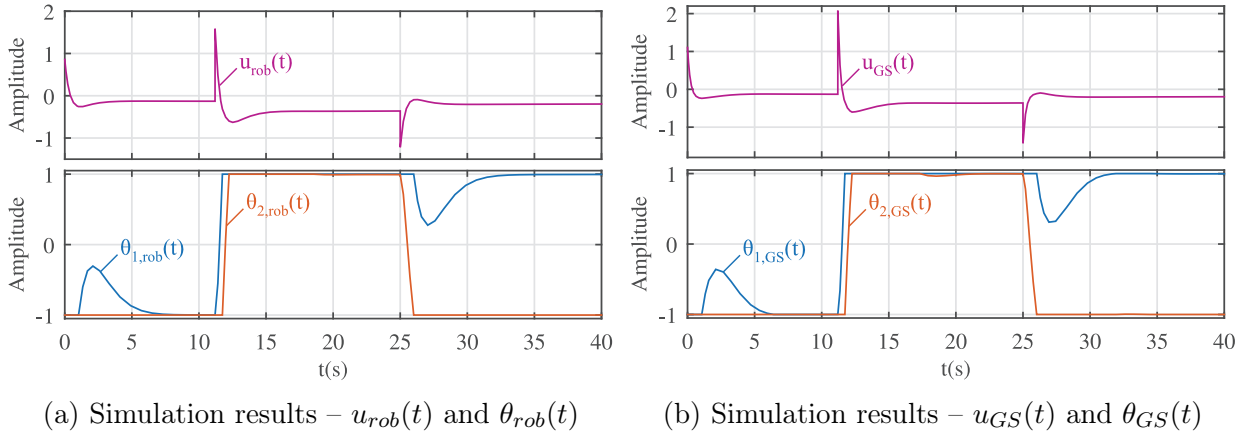 2
1
0
-1
Amplitude
u_rob(t)
1
0
-1
Amplitude
θ_1,rob(t)
θ_2,rob(t)
0 5 10 15 20 25 30 35 40
t(s)
(a) Simulation results – u_rob(t) and θ_rob(t)
2
1
0
-1
Amplitude
u_GS(t)
1
0
-1
Amplitude
θ_1,GS(t)
θ_2,GS(t)
0 5 10 15 20 25 30 35 40
t(s)
(b) Simulation results – u_GS(t) and θ_GS(t)